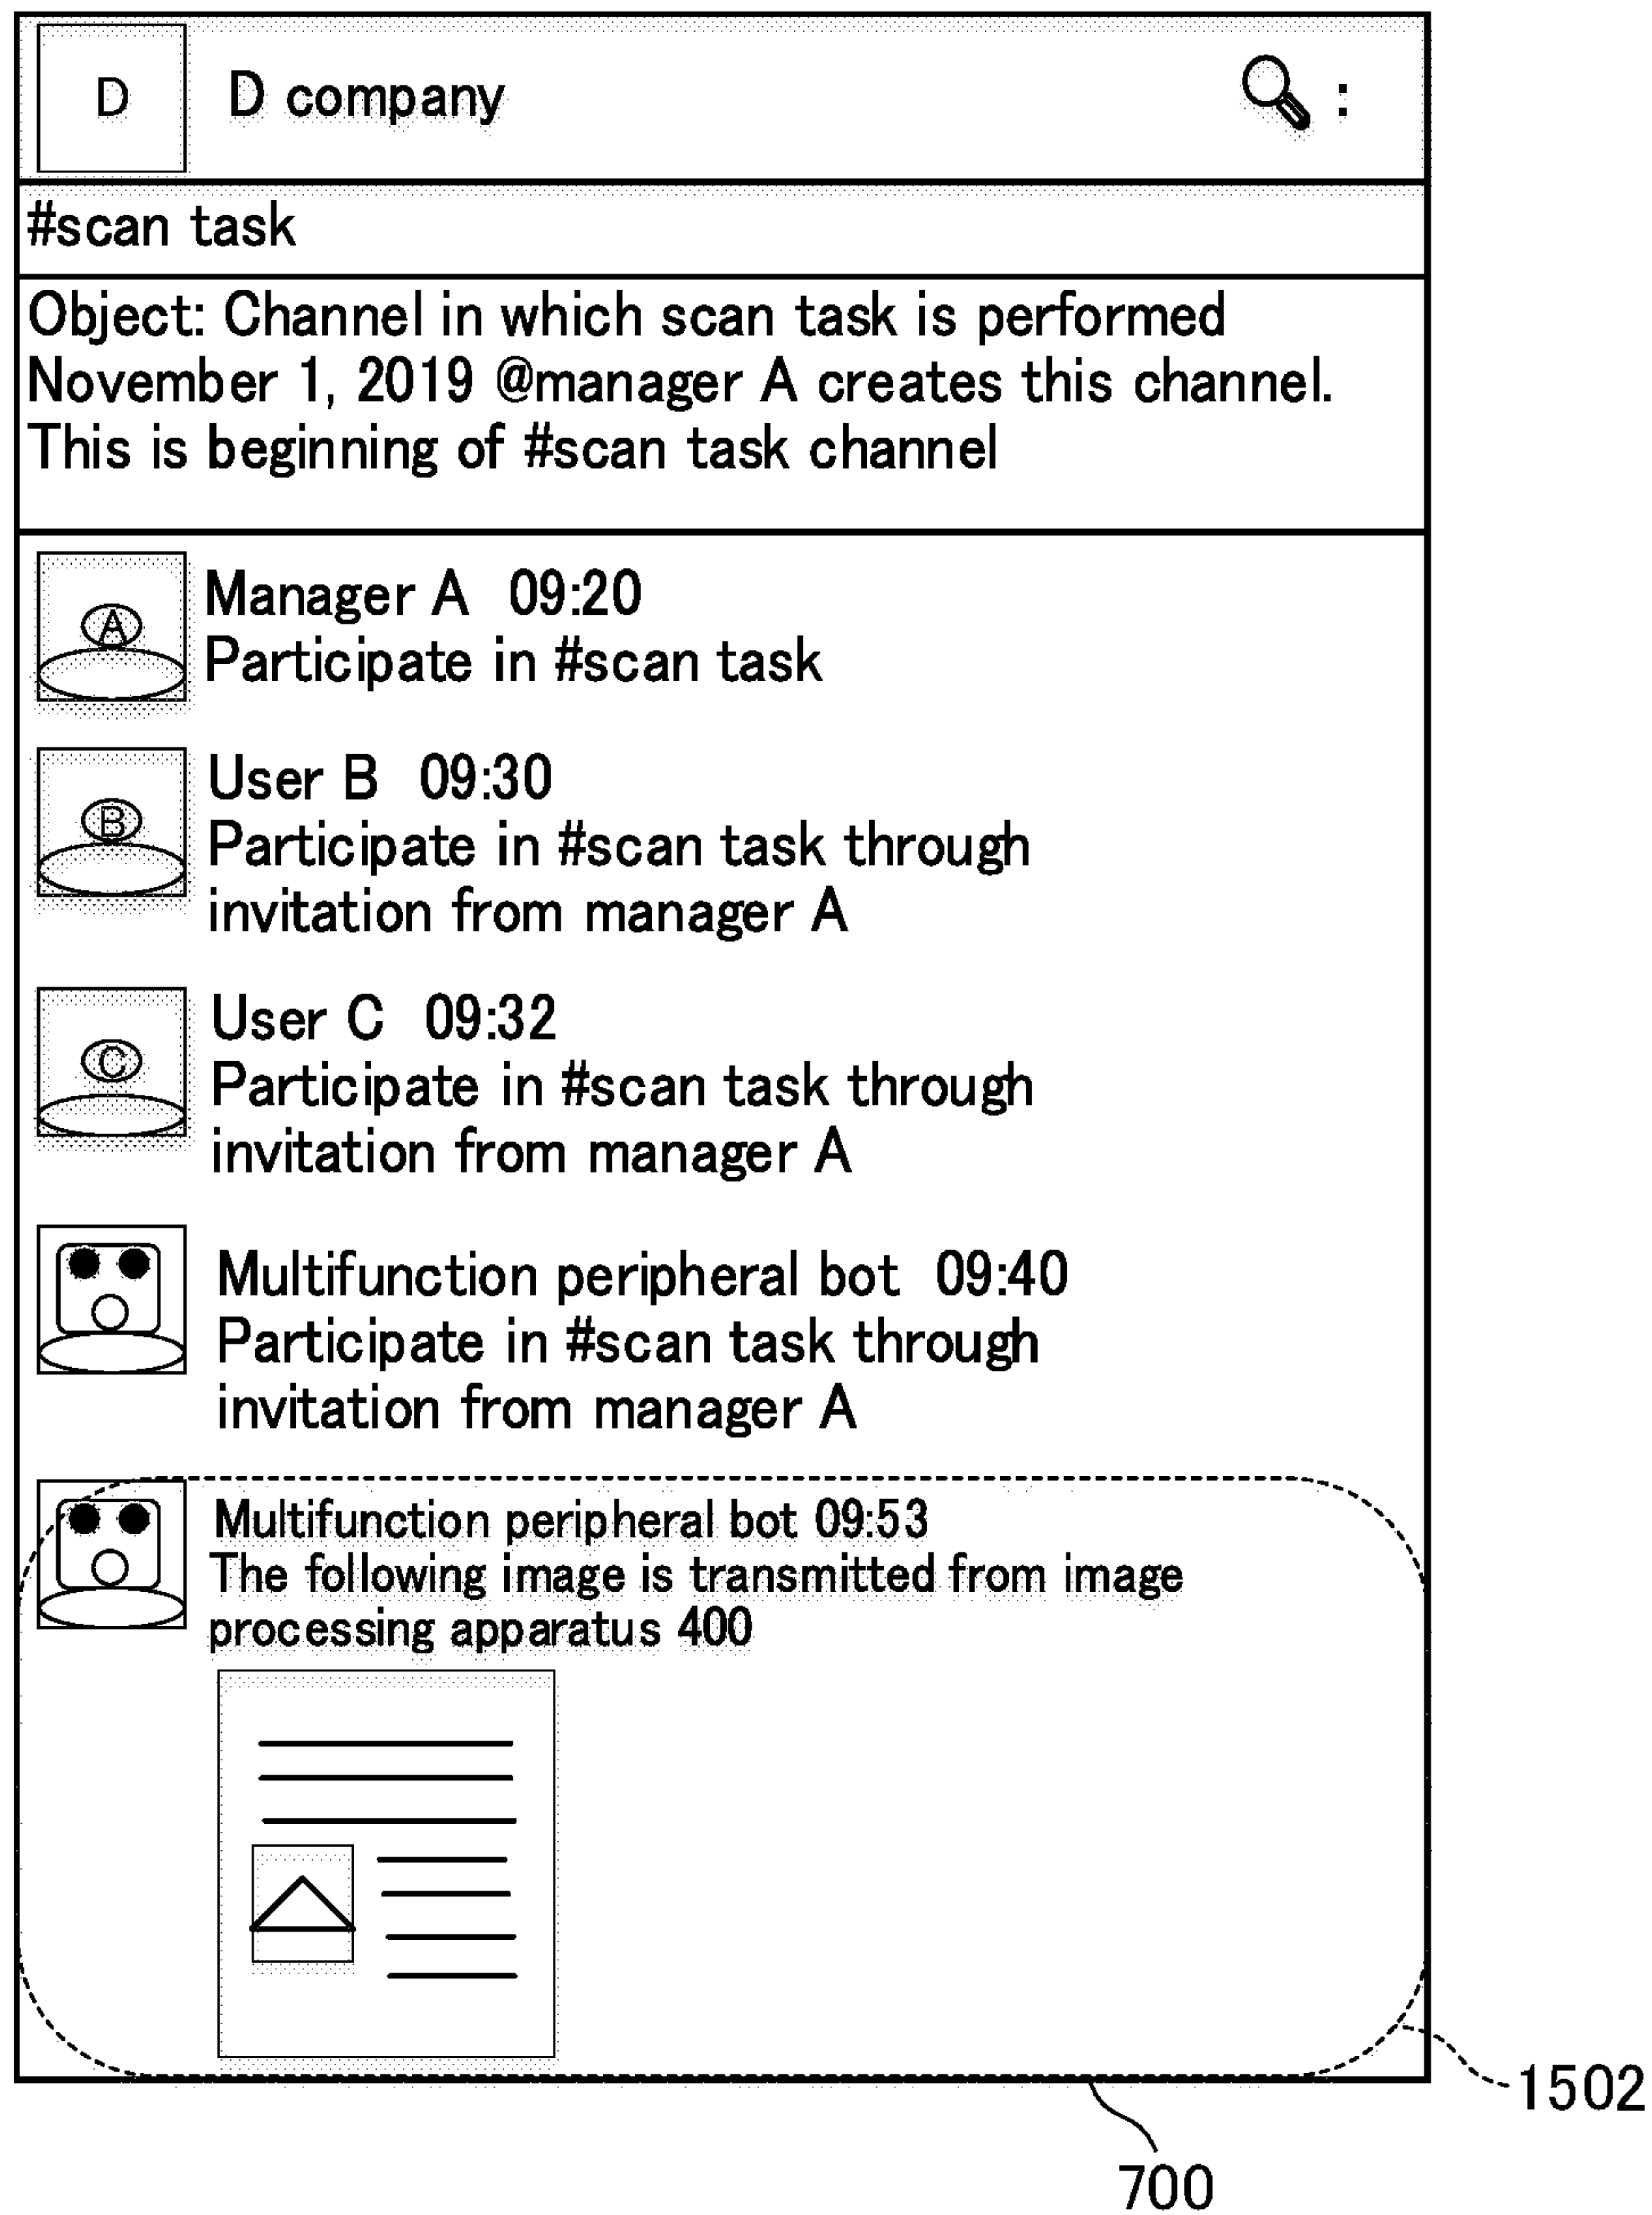 D
D company
:
#scan task
Object: Channel in which scan task is performed
November 1, 2019 @manager A creates this channel.
This is beginning of #scan task channel
A
Manager A 09:20
Participate in #scan task
B
User B 09:30
Participate in #scan task through
invitation from manager A
C
User C 09:32
Participate in #scan task through
invitation from manager A
Multifunction peripheral bot 09:40
Participate in #scan task through
invitation from manager A
Multifunction peripheral bot 09:53
The following image is transmitted from image
processing apparatus 400
1502
700